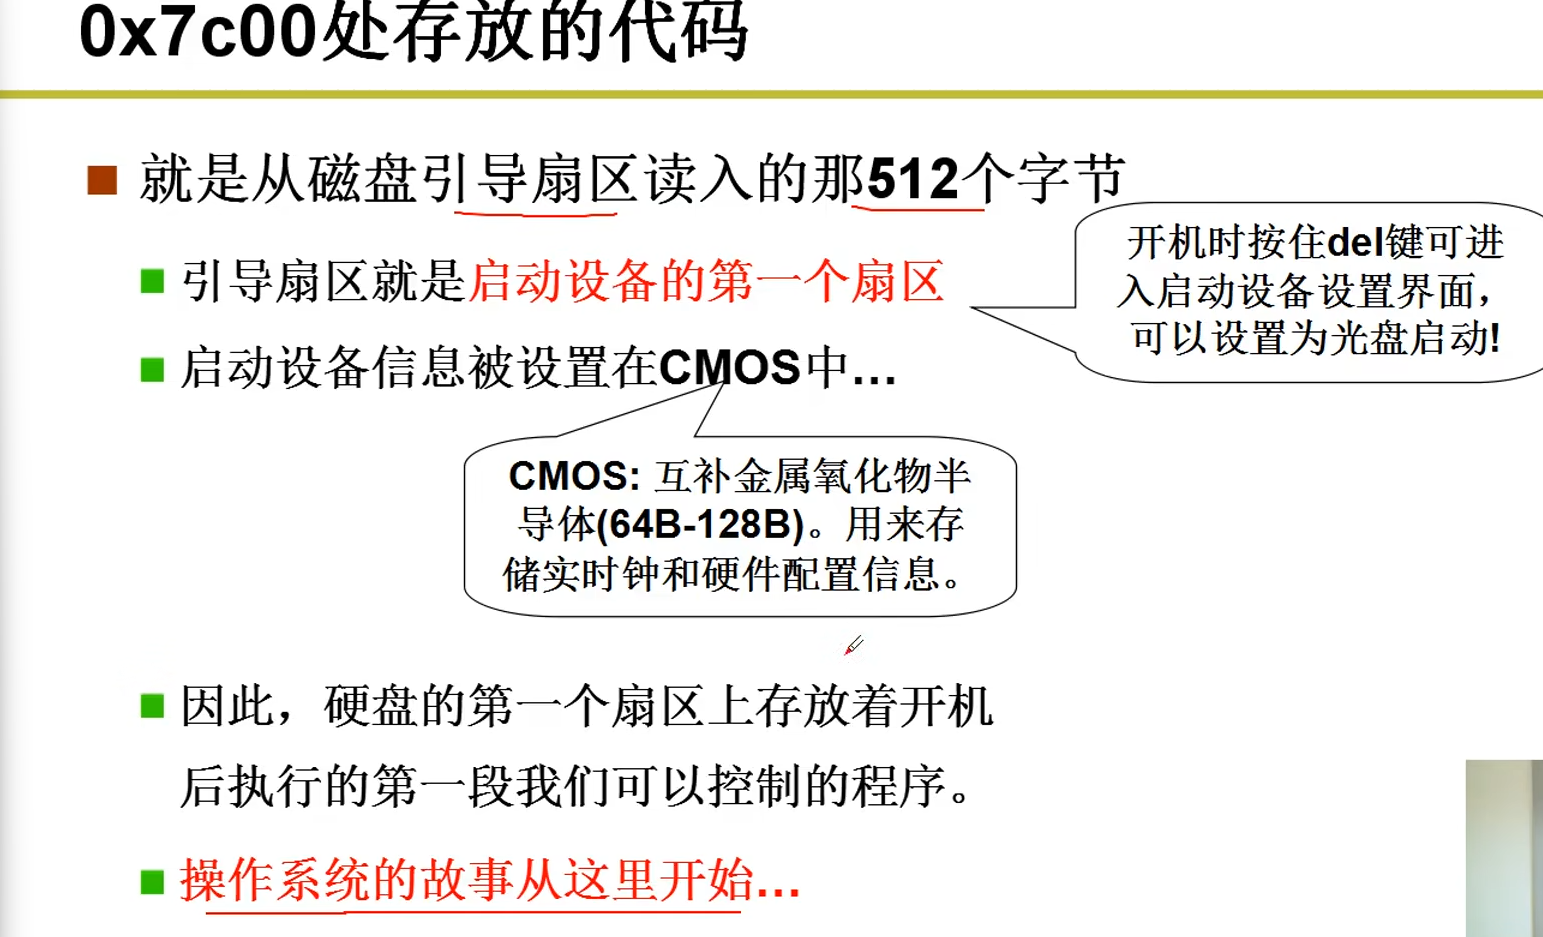 0x7c00处存放的代码
就是从磁盘引导扇区读入的那512个字节
引导扇区就是启动设备的第一个扇区
开机时按住del键可进
入启动设备设置界面，
可以设置为光盘启动!
启动设备信息被设置在CMOS中...
CMOS: 互补金属氧化物半
导体(64B-128B)。用来存
储实时钟和硬件配置信息。
因此，硬盘的第一个扇区上存放着开机
后执行的第一段我们可以控制的程序。
操作系统的故事从这里开始...